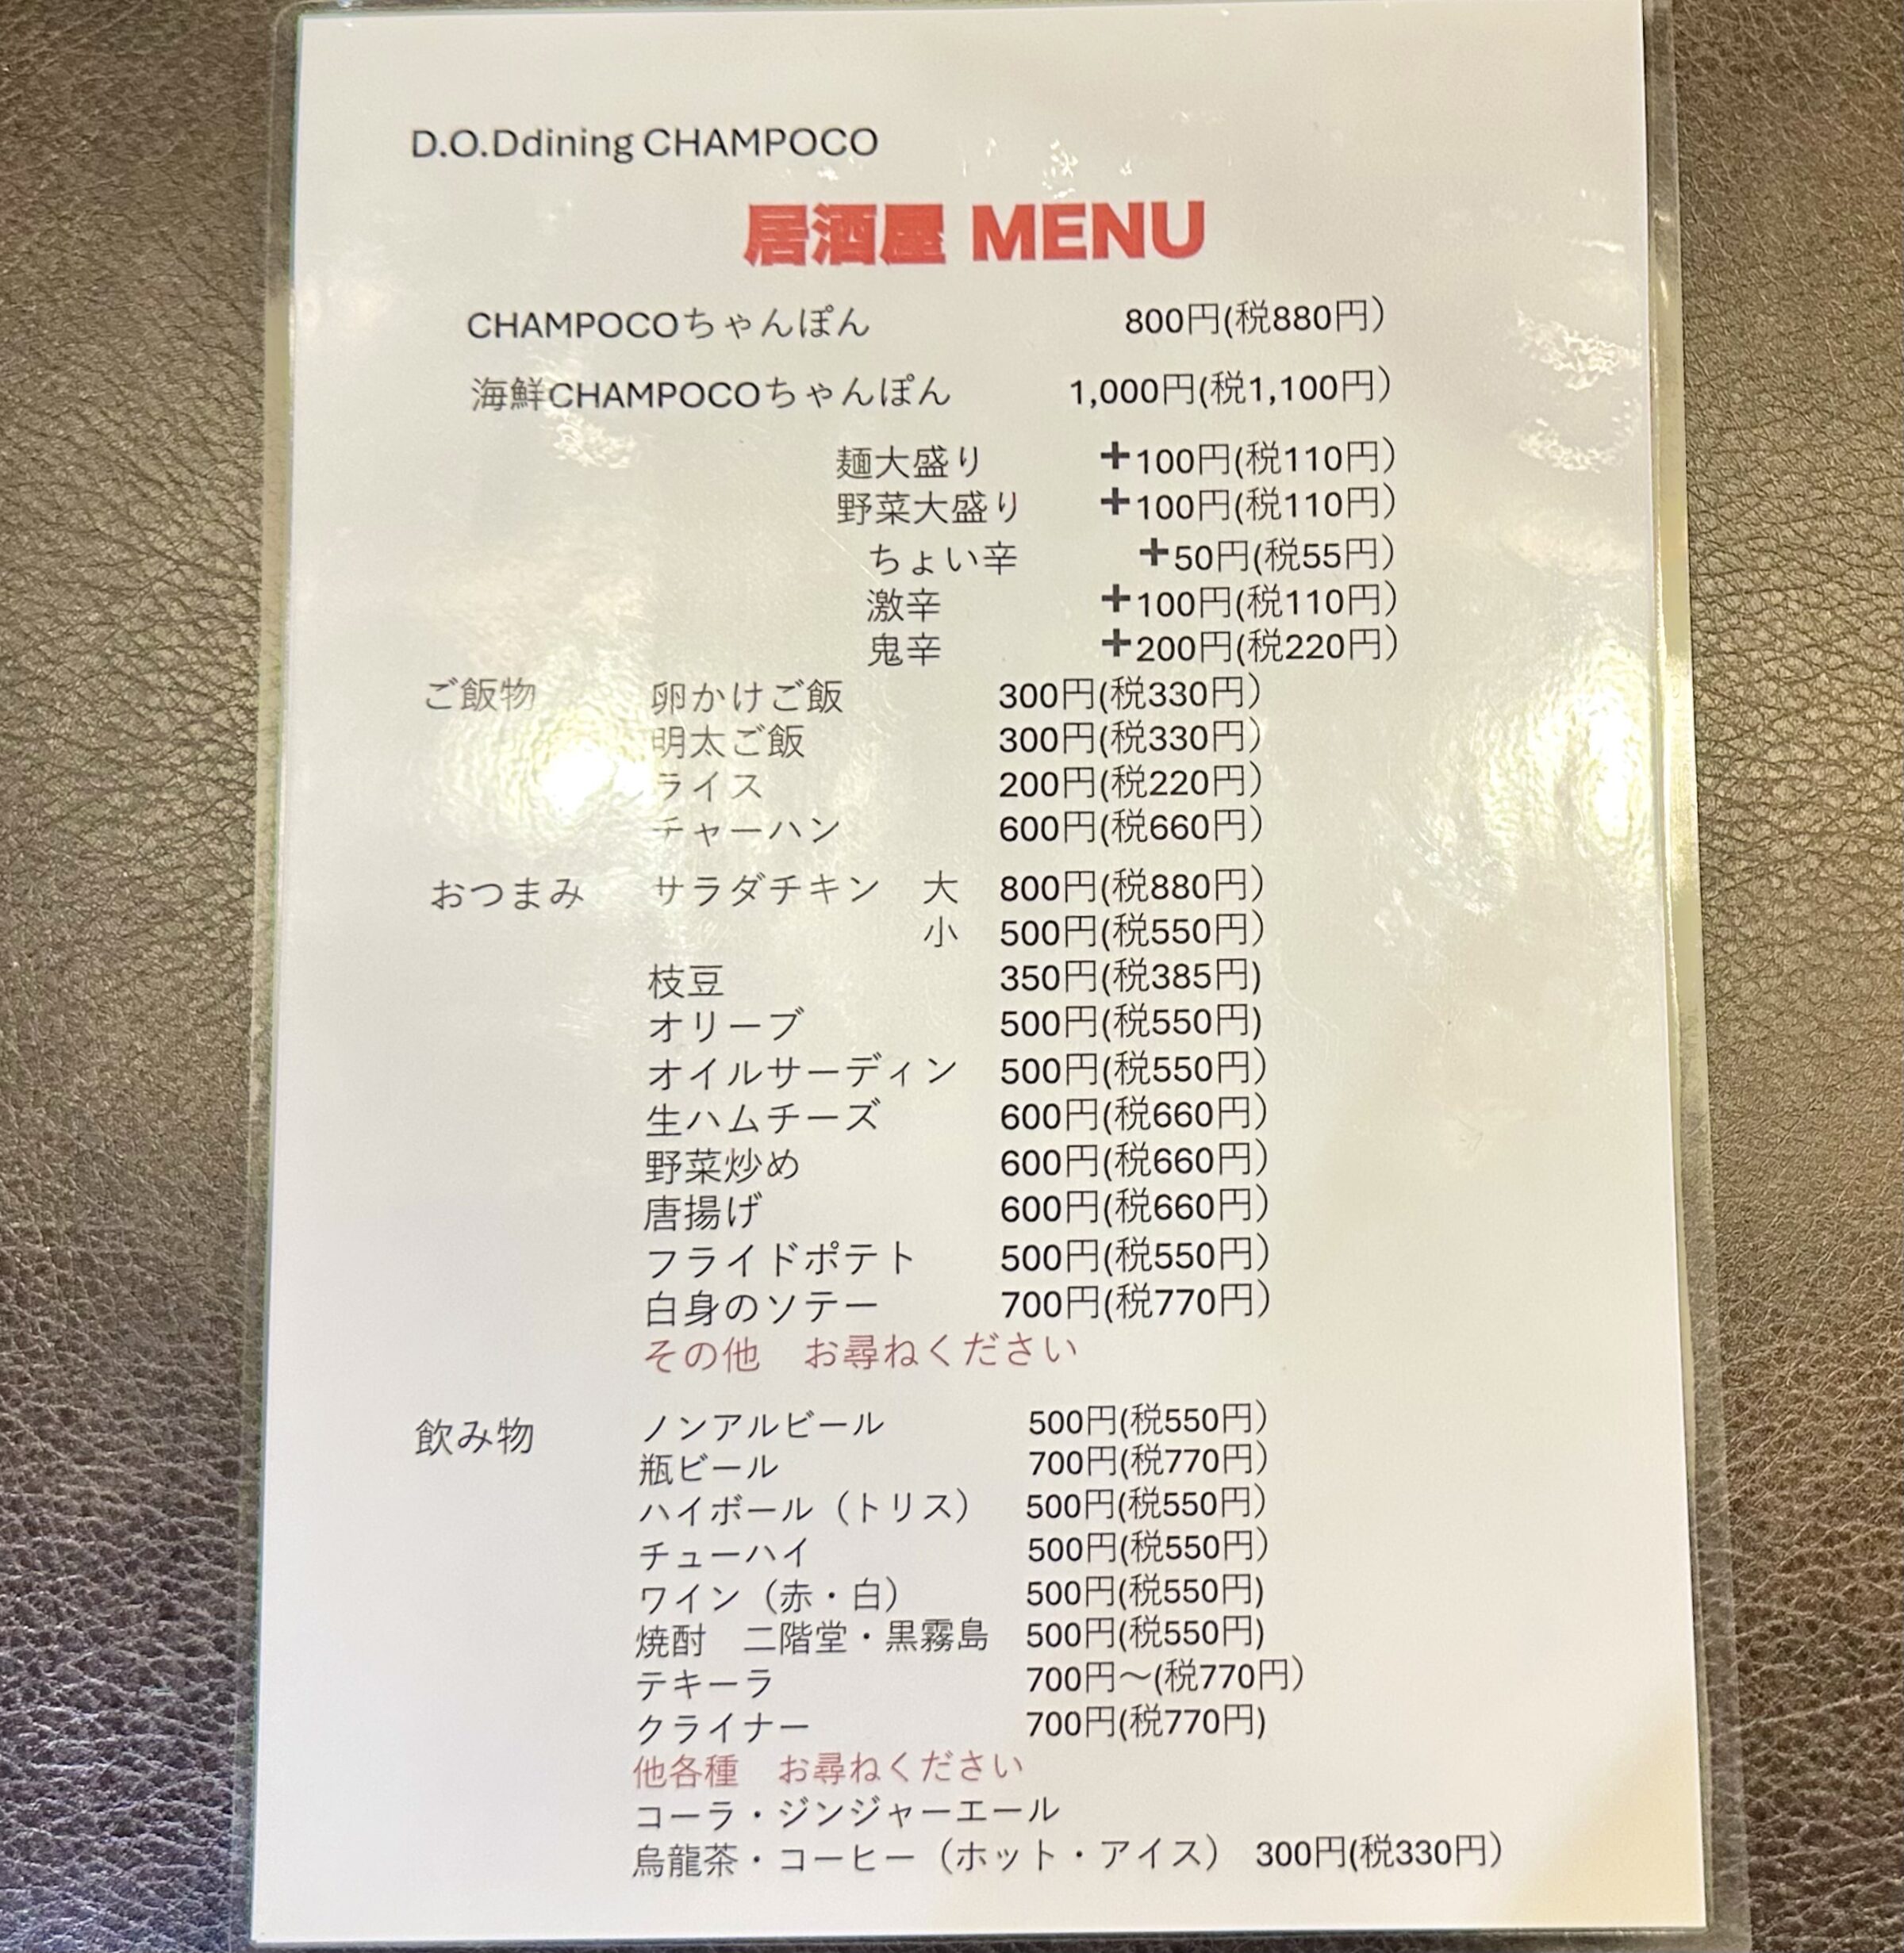 D.O.Ddining CHAMPOCO
居酒屋 MENU
CHAMPOCOちゃんぽん 800円(税880円)
海鮮CHAMPOCOちゃんぽん 1,000円(税1,100円)
麺大盛り +100円(税110円)
野菜大盛り +100円(税110円)
ちょい辛 +50円(税55円)
激辛 +100円(税110円)
鬼辛 +200円(税220円)
ご飯物 卵かけご飯 300円(税330円)
明太ご飯 300円(税330円)
ライス 200円(税220円)
チャーハン 600円(税660円)
おつまみ サラダチキン 大 800円(税880円)
小 500円(税550円)
枝豆 350円(税385円)
オリーブ 500円(税550円)
オイルサーディン 500円(税550円)
生ハムチーズ 600円(税660円)
野菜炒め 600円(税660円)
唐揚げ 600円(税660円)
フライドポテト 500円(税550円)
白身のソテー 700円(税770円)
その他 お尋ねください
飲み物 ノンアルビール 500円(税550円)
瓶ビール 700円(税770円)
ハイボール（トリス） 500円(税550円)
チューハイ 500円(税550円)
ワイン（赤・白） 500円(税550円)
焼酎 二階堂・黒霧島 500円(税550円)
テキーラ 700円〜(税770円)
クライナー 700円(税770円)
他各種 お尋ねください
コーラ・ジンジャーエール
烏龍茶・コーヒー（ホット・アイス） 300円(税330円)